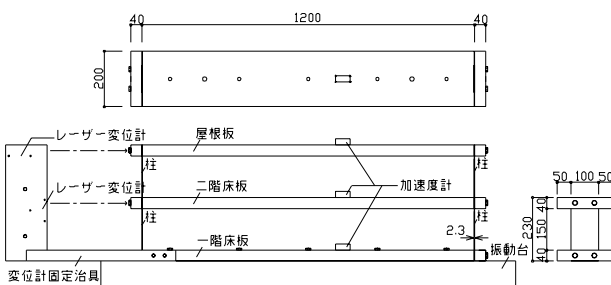 40 1200 40
200
レーザー変位計
屋根板
柱 柱
レーザー変位計
二階床板
加速度計
柱 柱
2.3
一階床板
振動台
変位計固定治具
50 100 50
40
150
40
230